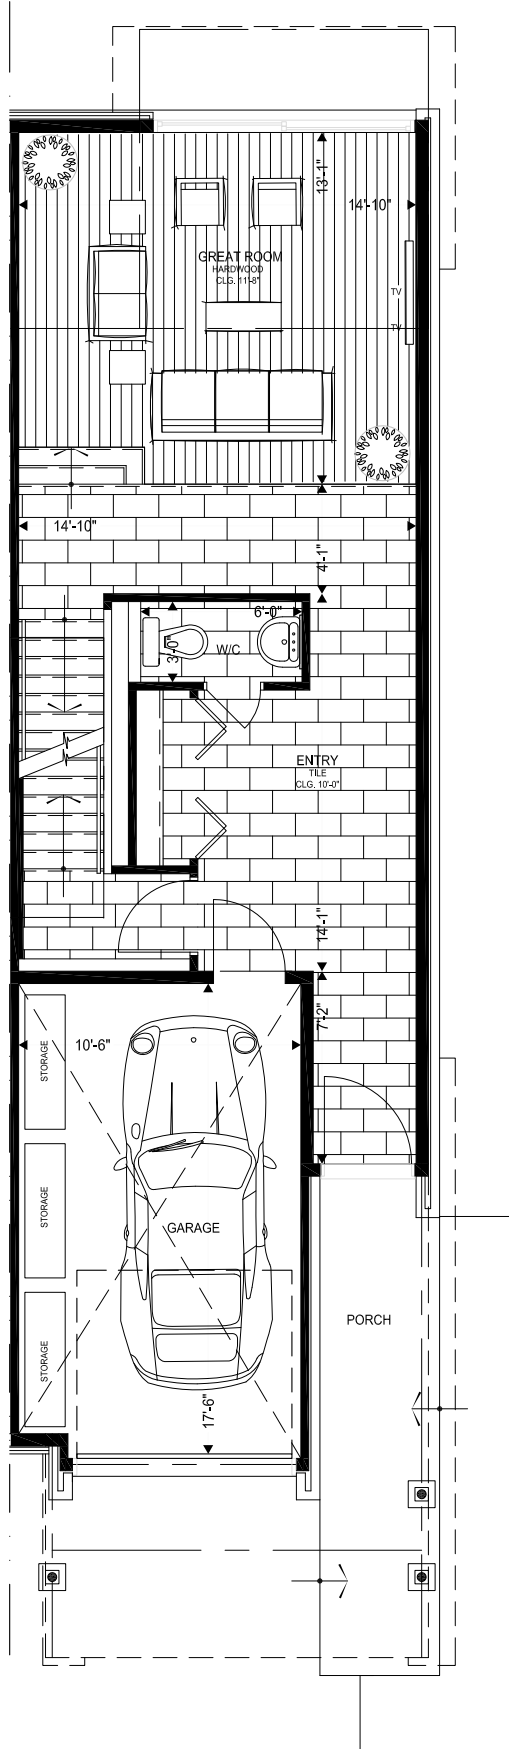 13'-1"
14'-10"
GREAT ROOM
HARDWOOD
CLG. 11'-8"
TV
TV
14'-10"
4'-1"
6'-0"
3'-0"
W/C
ENTRY
TILE
CLG. 10'-0"
14'-1"
7'-2"
10'-6"
STORAGE
STORAGE
GARAGE
PORCH
STORAGE
17'-6"